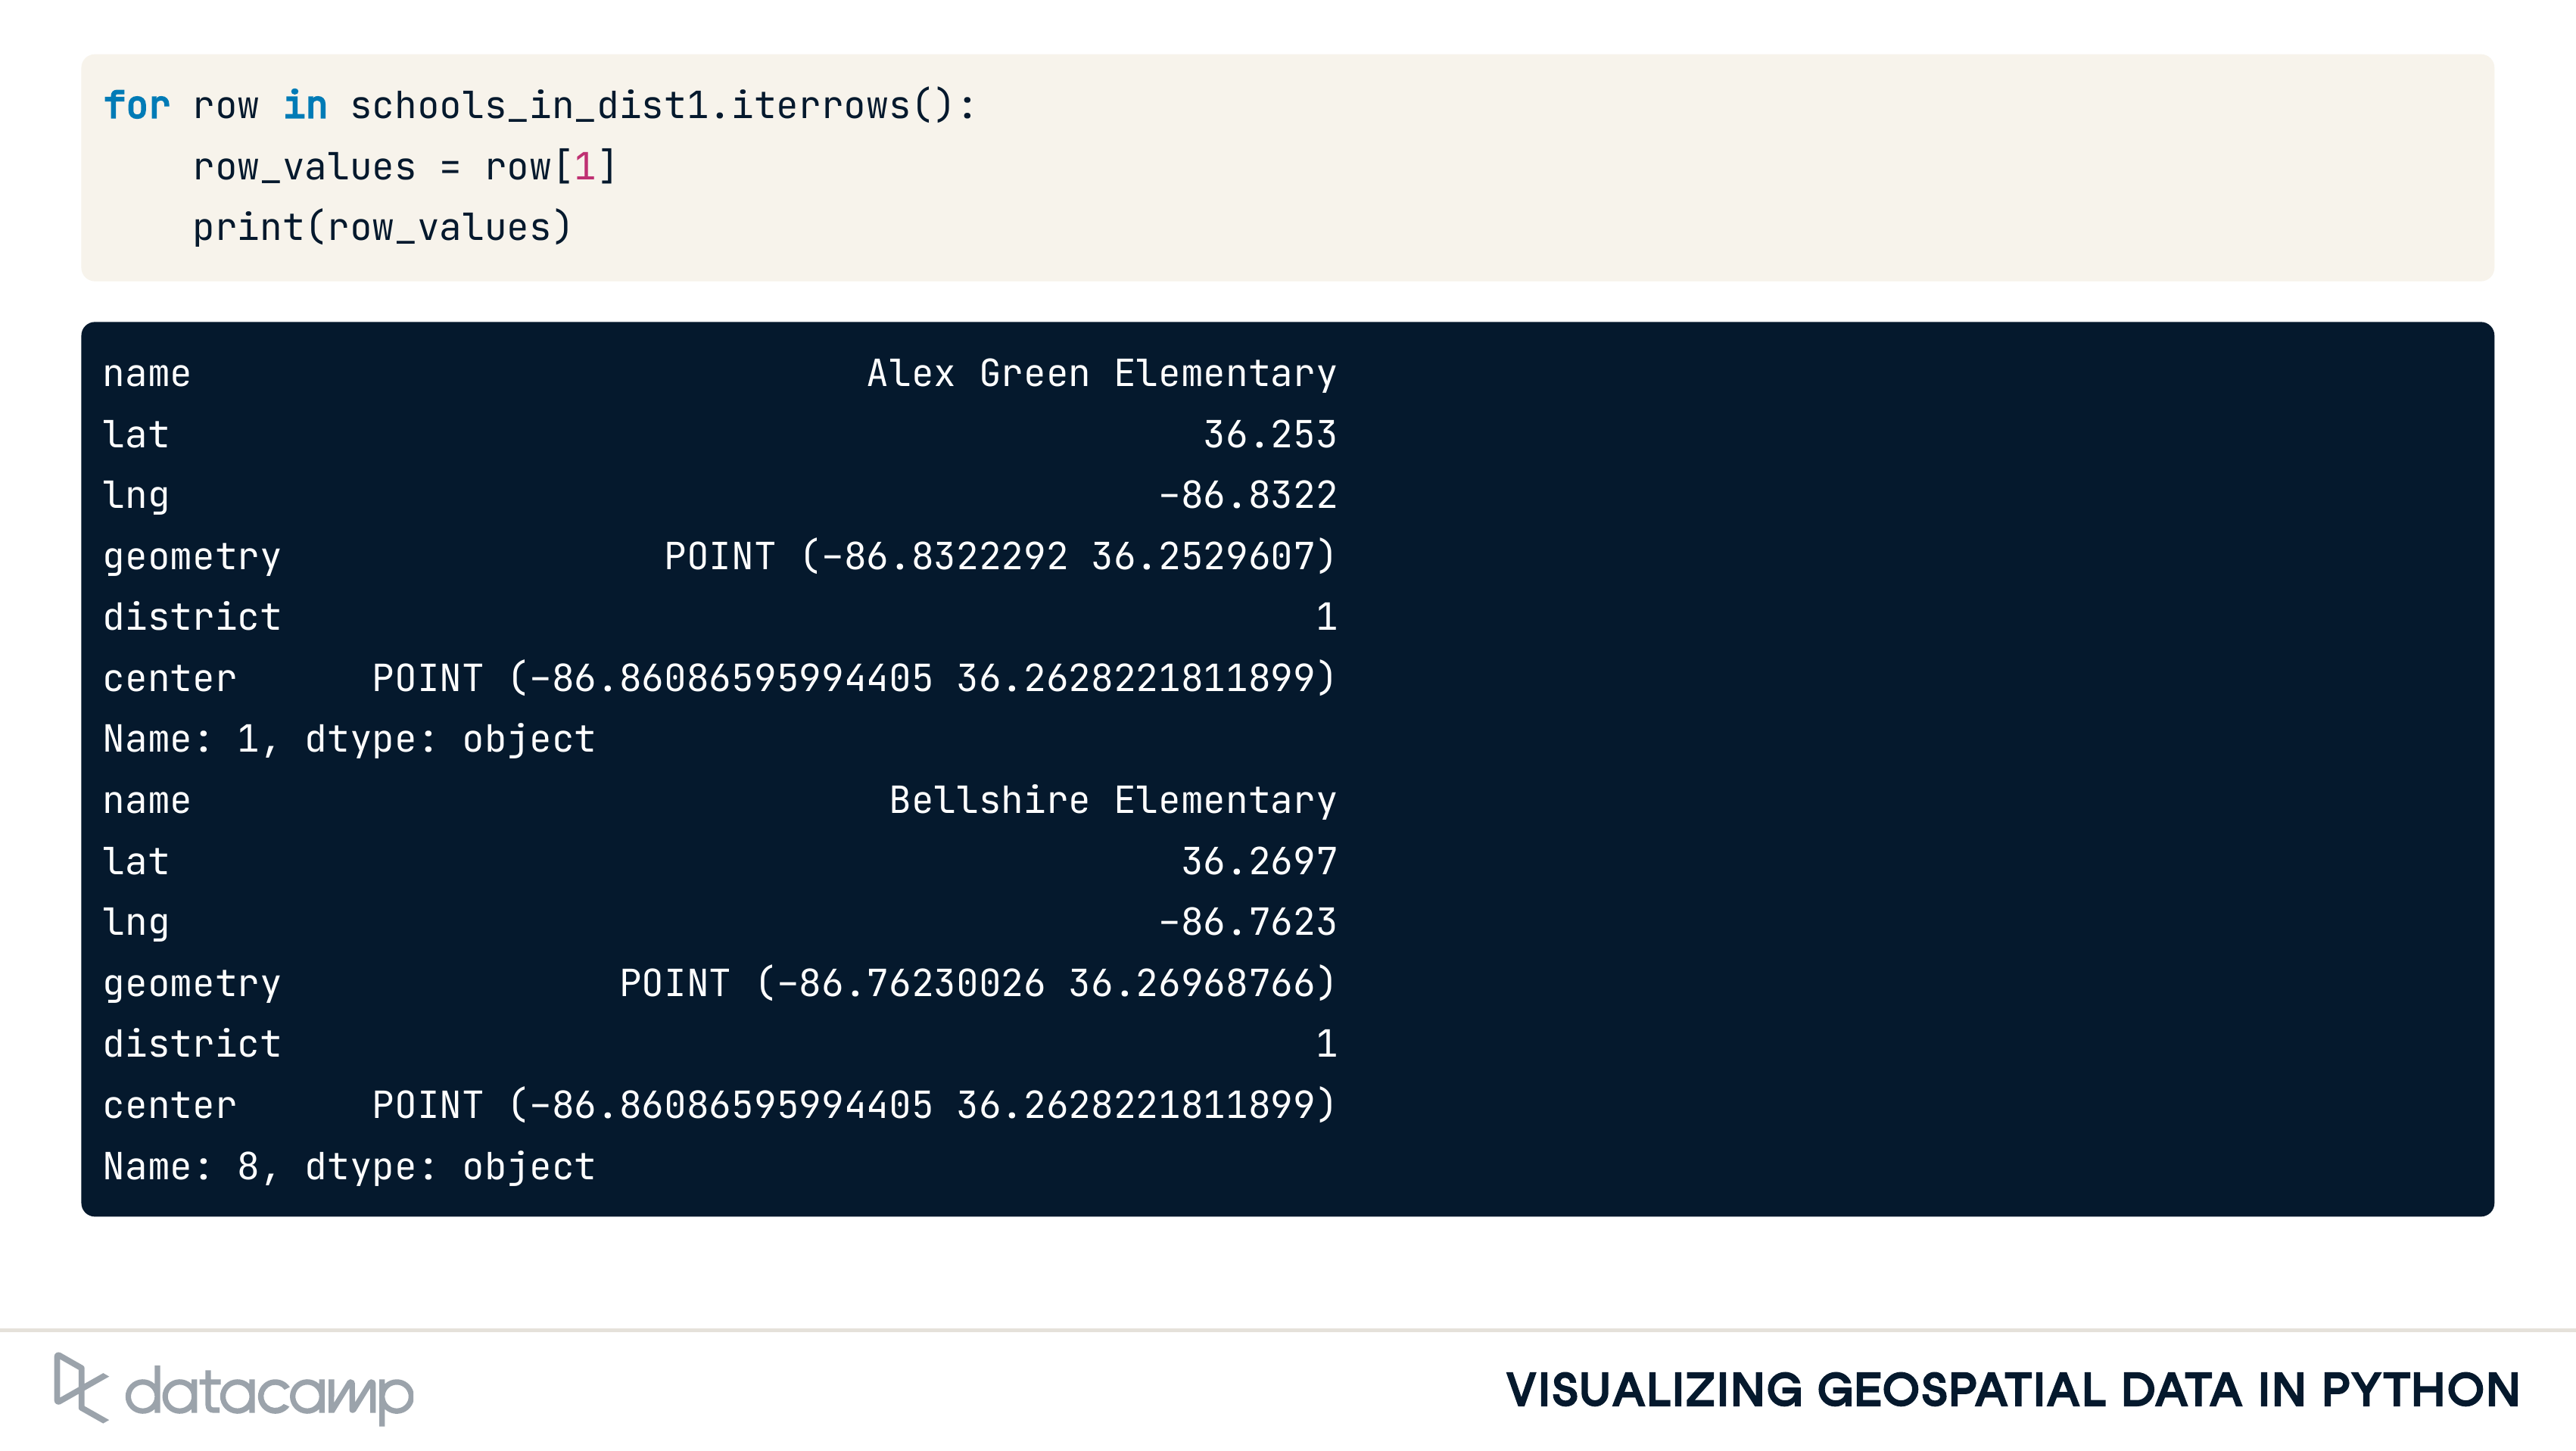 for row in schools_in_dist1.iterrows():
    row_values = row[1]
    print(row_values)
name                               Alex Green Elementary
lat                                               36.253
lng                                             -86.8322
geometry                  POINT (-86.8322292 36.2529607)
district                                               1
center      POINT (-86.86086595994405 36.2628221811899)
Name: 1, dtype: object
name                                Bellshire Elementary
lat                                              36.2697
lng                                             -86.7623
geometry                POINT (-86.76230026 36.26968766)
district                                               1
center      POINT (-86.86086595994405 36.2628221811899)
Name: 8, dtype: object
datacamp
VISUALIZING GEOSPATIAL DATA IN PYTHON